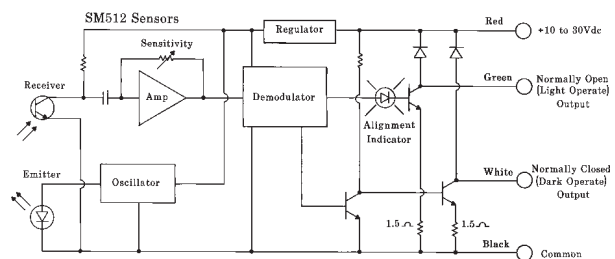 SM512 Sensors
Regulator
Red
+10 to 30Vdc
Sensitivity
Receiver
Amp
Demodulator
Green
Normally Open
(Light Operate)
Output
Alignment
Indicator
Emitter
Oscillator
White
Normally Closed
(Dark Operate)
Output
1.5
1.5
Black
Common